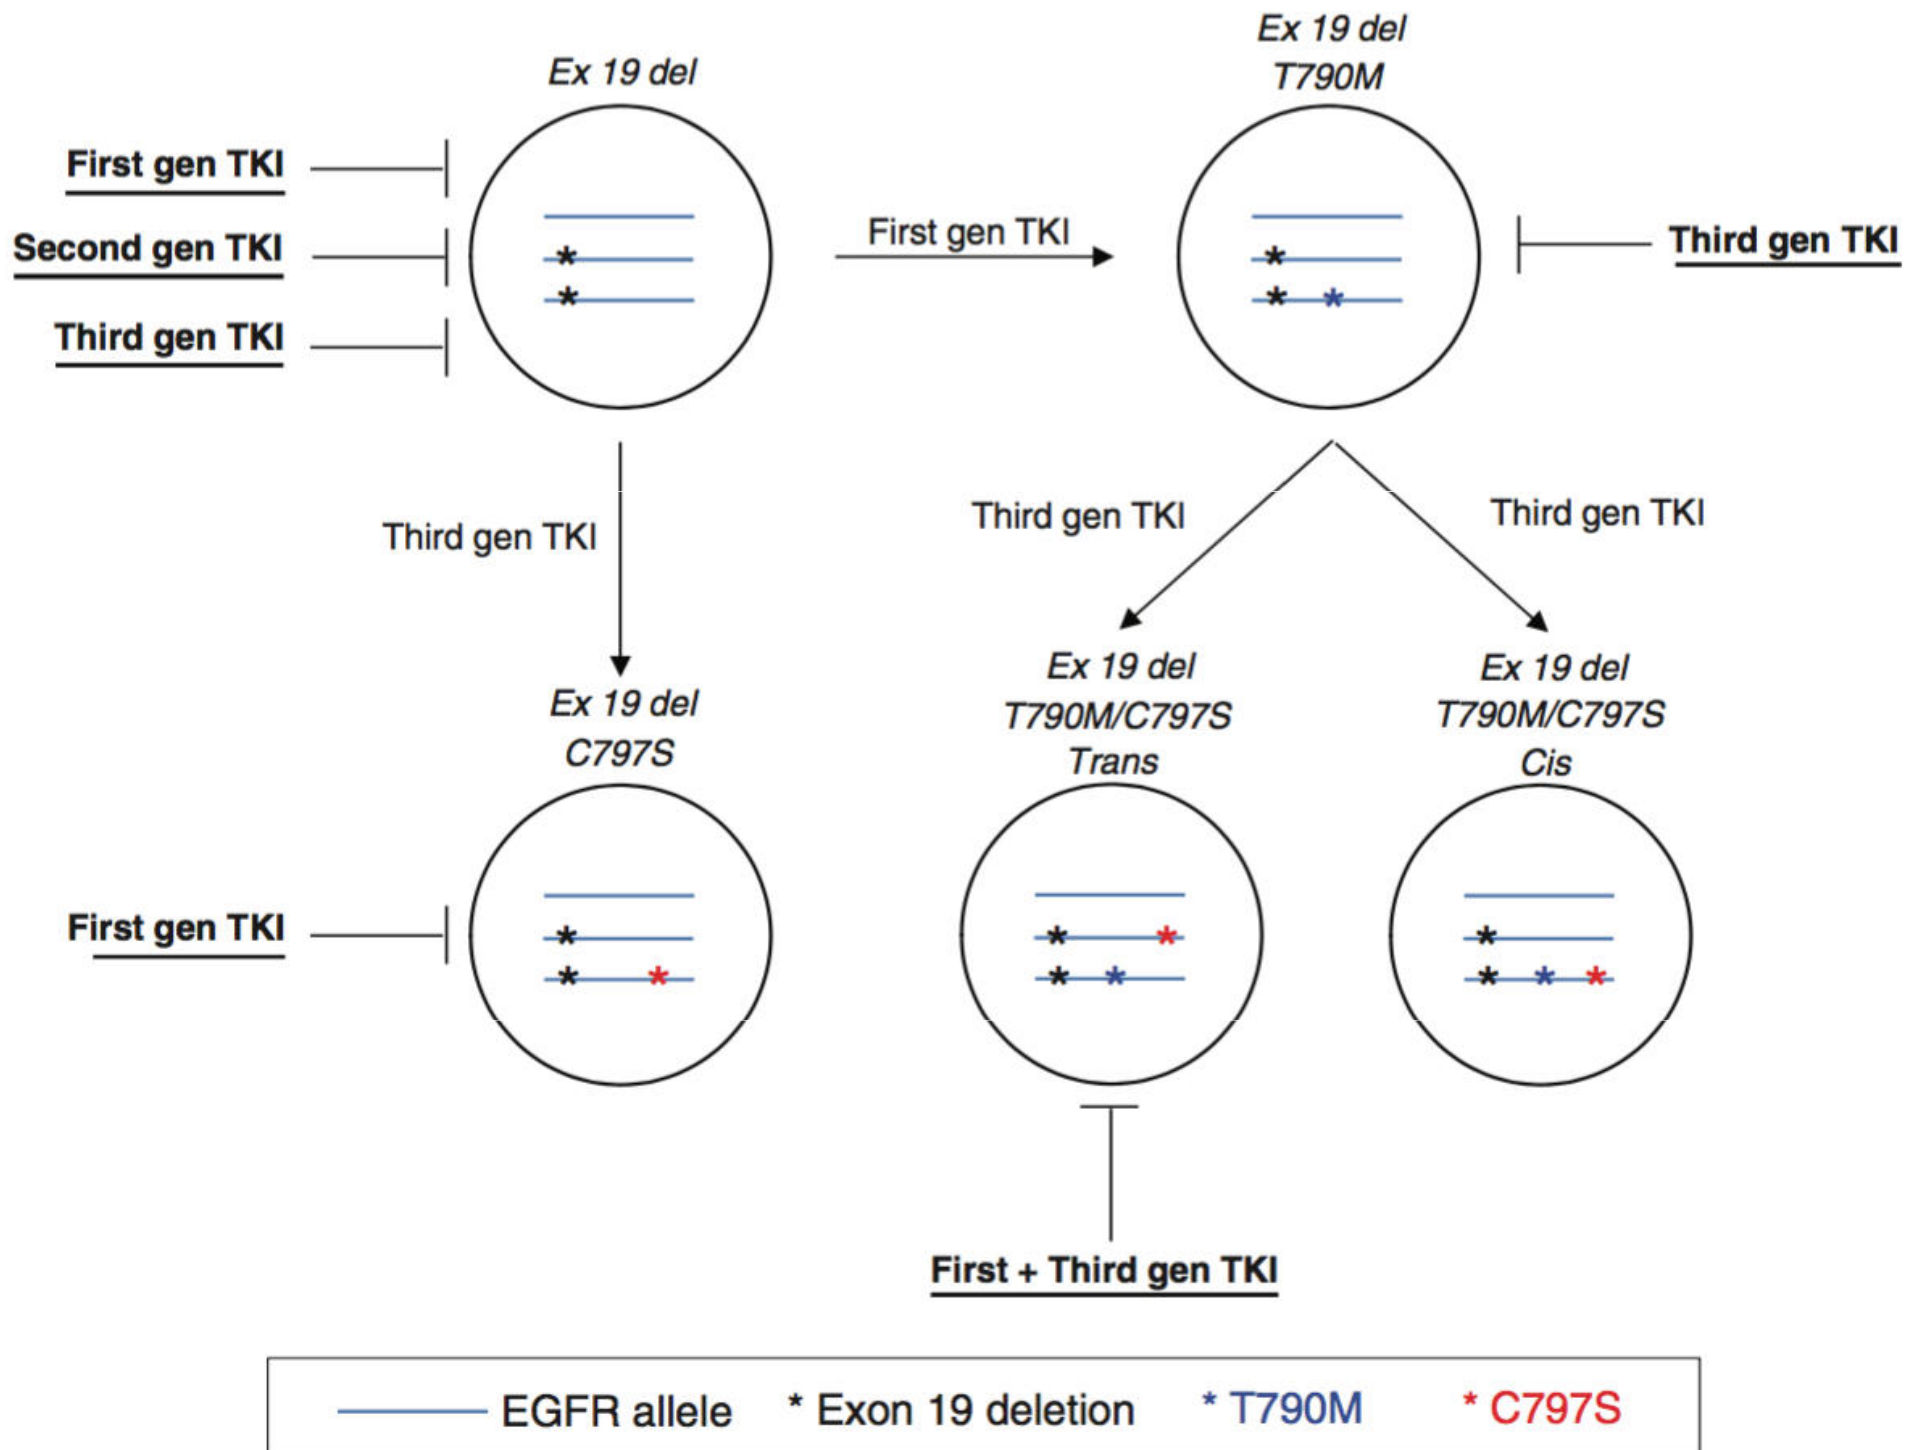 Ex 19 del
Ex 19 del
T790M
First gen TKI
Second gen TKI
Third gen TKI
* 
*
First gen TKI
*
* *
Third gen TKI
Third gen TKI
Third gen TKI
Third gen TKI
Ex 19 del
C797S
Ex 19 del
T790M/C797S
Trans
Ex 19 del
T790M/C797S
Cis
First gen TKI
*
* *
* *
* *
*
* * *
First + Third gen TKI
EGFR allele * Exon 19 deletion * T790M * C797S